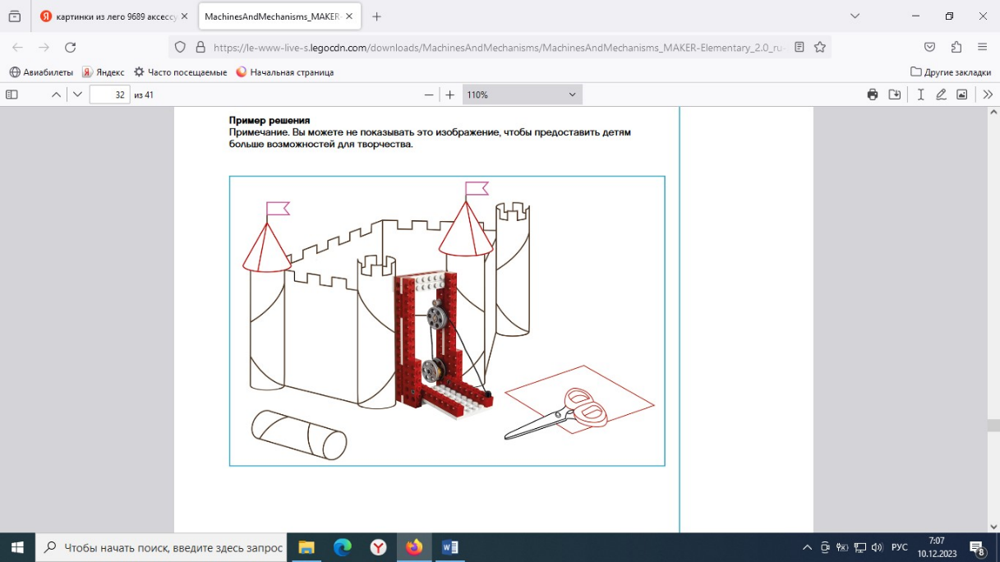 картинки из лего 9689 аксессу
MachinesAndMechanisms_MAKER-
https://le-www-live-s.legocdn.com/downloads/MachinesAndMechanisms/MachinesAndMechanisms_MAKER-Elementary_2.0_ru-
Авиабилеты
Яндекс
Часто посещаемые
Начальная страница
Другие закладки
32
из 41
110%
Пример решения
Примечание. Вы можете не показывать это изображение, чтобы предоставить детям
больше возможностей для творчества.
Чтобы начать поиск, введите здесь запрос
РУС
7:07
10.12.2023
8